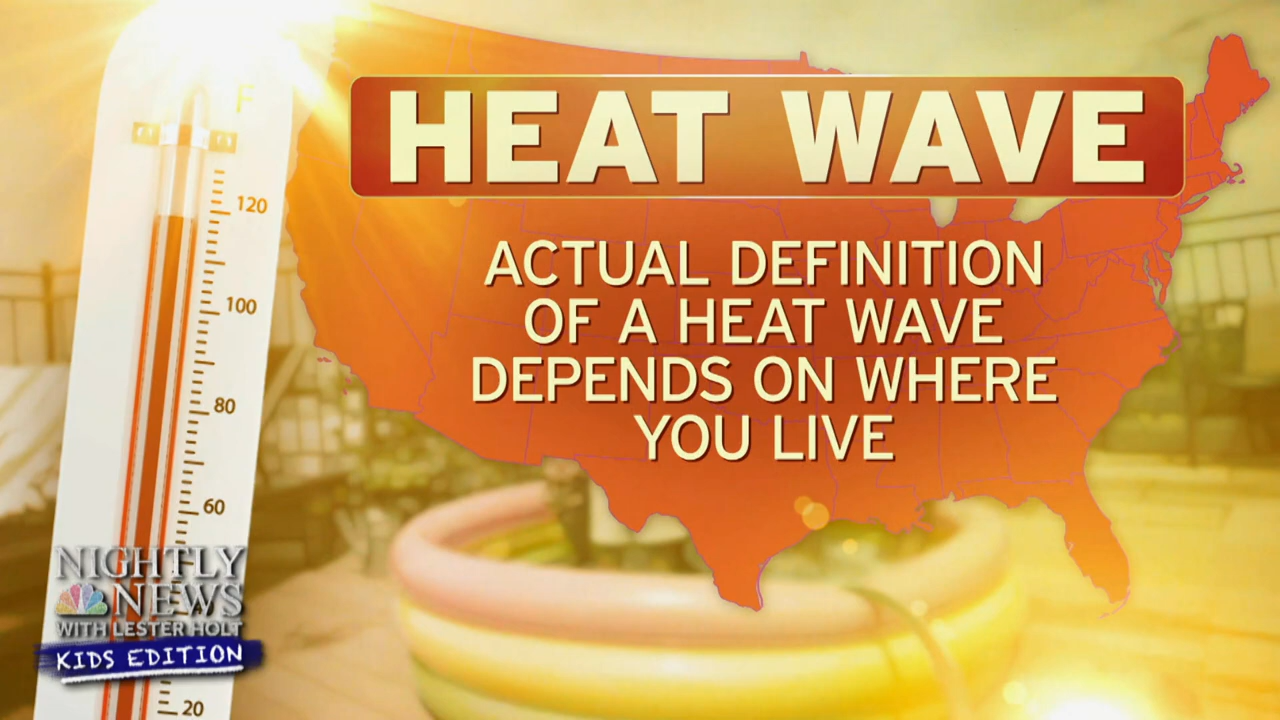 HEAT WAVE
ACTUAL DEFINITION
OF A HEAT WAVE
DEPENDS ON WHERE
YOU LIVE
F
120
100
80
60
20
NIGHTLY
NEWS
WITH LESTER HOLT
KIDS EDITION